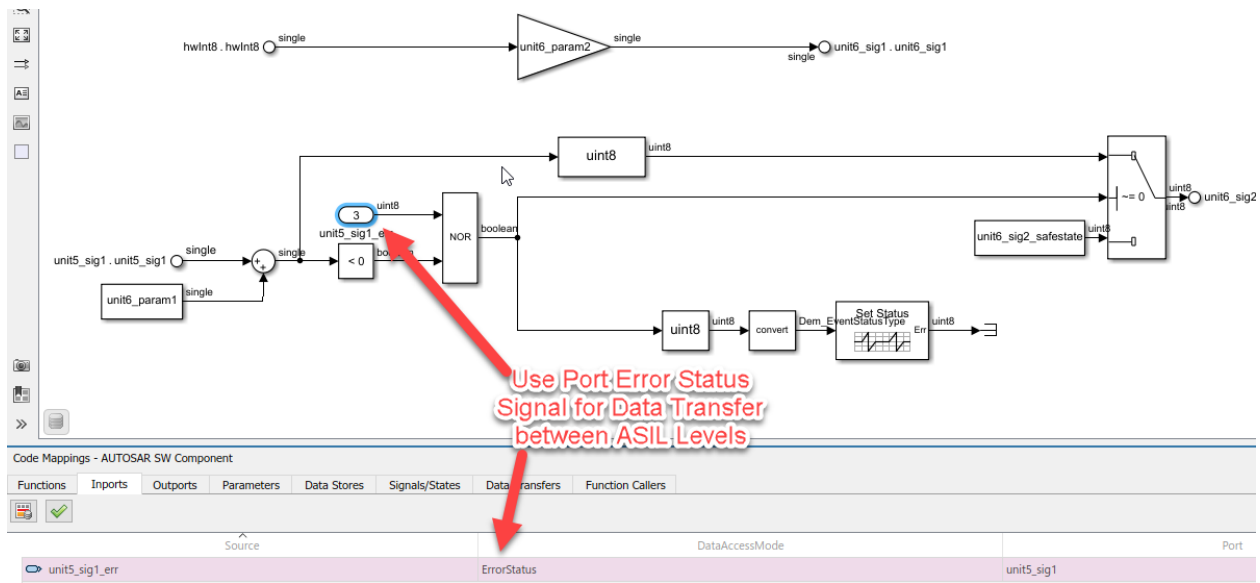 single
hwInt8 . hwInt8
unit6_param2
single
single
unit6_sig1 . unit6_sig1
uint8
uint8
3
uint8
unit5_sig1_err
NOR
boolean
~= 0
uint8
uint8
unit6_sig2
unit6_sig2_safestate
uint8
unit5_sig1 . unit5_sig1
single
+
+
single
< 0
boolean
unit6_param1
single
uint8
uint8
convert
Dem_EventStatusType
Set Status
Err
uint8
Use Port Error Status
Signal for Data Transfer
between ASIL Levels
Code Mappings - AUTOSAR SW Component
Functions Inports Outports Parameters Data Stores Signals/States Data Transfers Function Callers
Source DataAccessMode Port
unit5_sig1_err ErrorStatus unit5_sig1